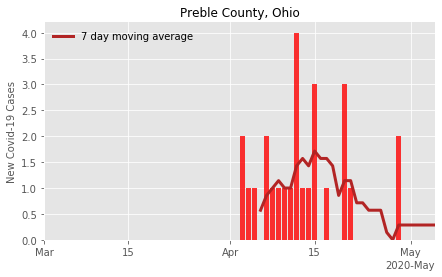 Preble County, Ohio
7 day moving average
New Covid-19 Cases
4.0
3.5
3.0
2.5
2.0
1.5
1.0
0.5
0.0
Mar 15 Apr 15 May
2020-May